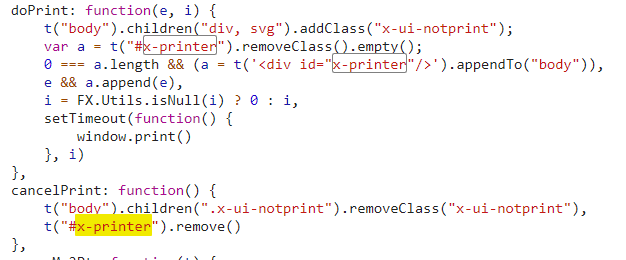 doPrint: function(e, i) {
t("body").children("div, svg").addClass("x-ui-notprint");
var a = t("#x-printer").removeClass().empty();
0 === a.length && (a = t('<div id="x-printer"/>').appendTo("body")),
e && a.append(e),
i = FX.Utils.isNull(i) ? 0 : i,
setTimeout(function() {
window.print()
}, i)
},
cancelPrint: function() {
t("body").children(".x-ui-notprint").removeClass("x-ui-notprint"),
t("#x-printer").remove()
},